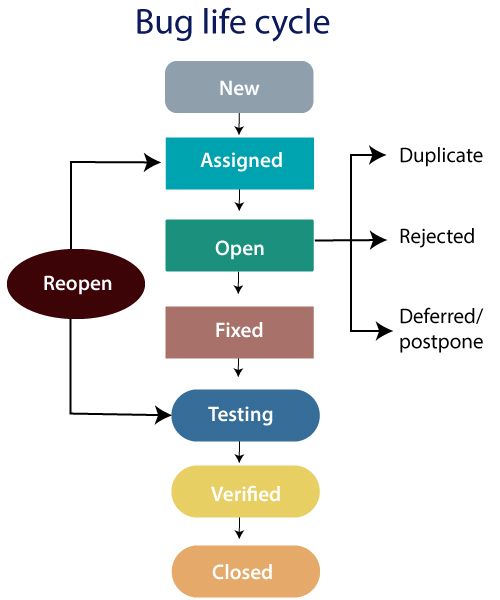 Bug life cycle
New
Assigned
Duplicate
Open
Rejected
Reopen
Fixed
Deferred/
postpone
Testing
Verified
Closed